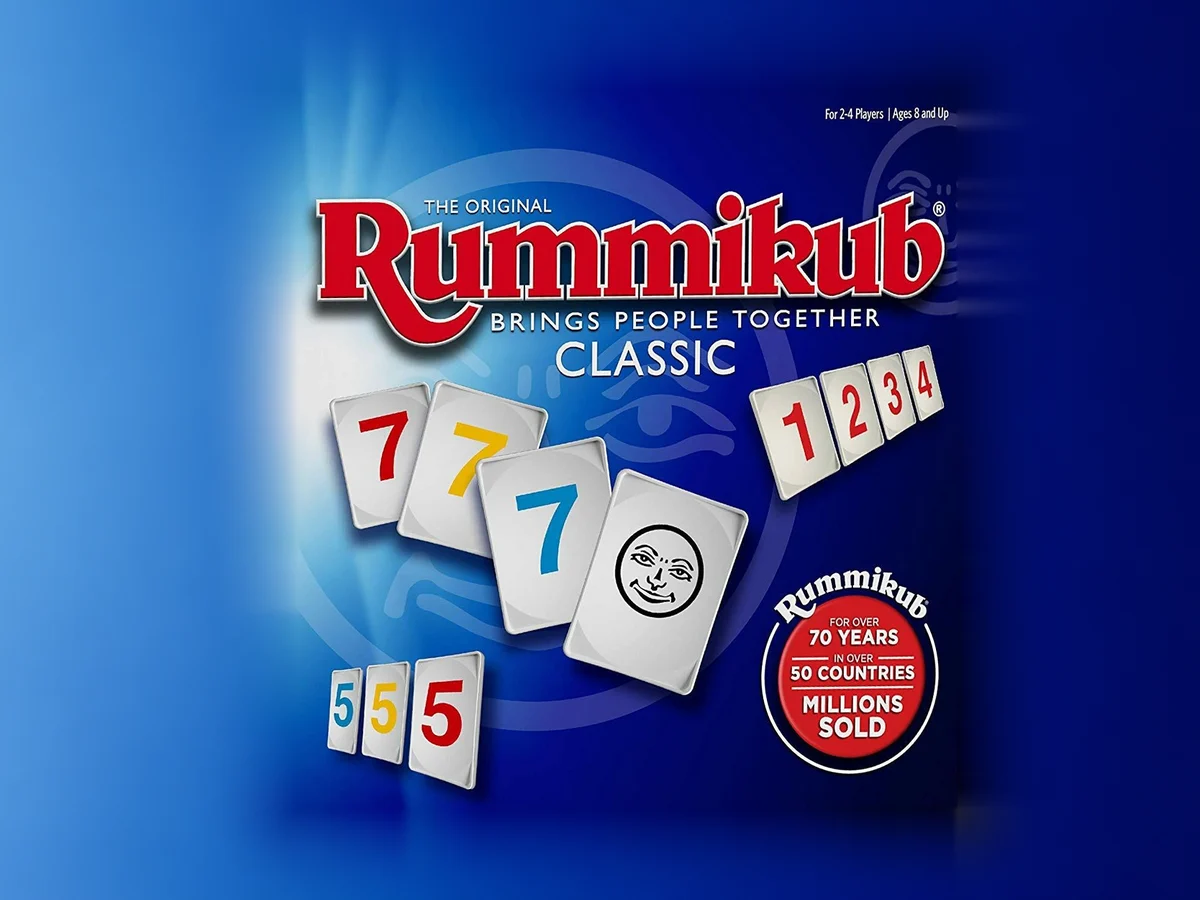 For 2-4 Players | Ages 8 and Up
THE ORIGINAL
Rummikub®
BRINGS PEOPLE TOGETHER
CLASSIC
1 2 3 4
7 7 7
Rummikub®
FOR OVER
70 YEARS
IN OVER
50 COUNTRIES
MILLIONS
SOLD
5 5 5